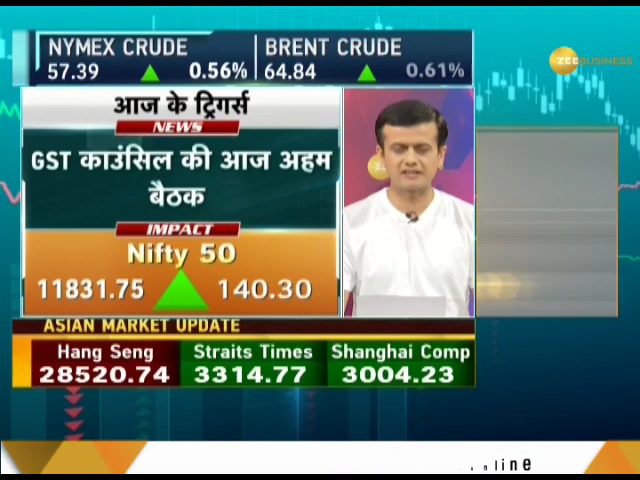 NYMEX CRUDE
57.39 0.56%
BRENT CRUDE
64.84 0.61%
ZEE BUSINESS
आज के ट्रिगर्स
NEWS
GST काउंसिल की आज अहम
बैठक
IMPACT
Nifty 50
11831.75 140.30
ASIAN MARKET UPDATE
Hang Seng Straits Times Shanghai Comp
28520.74 3314.77 3004.23